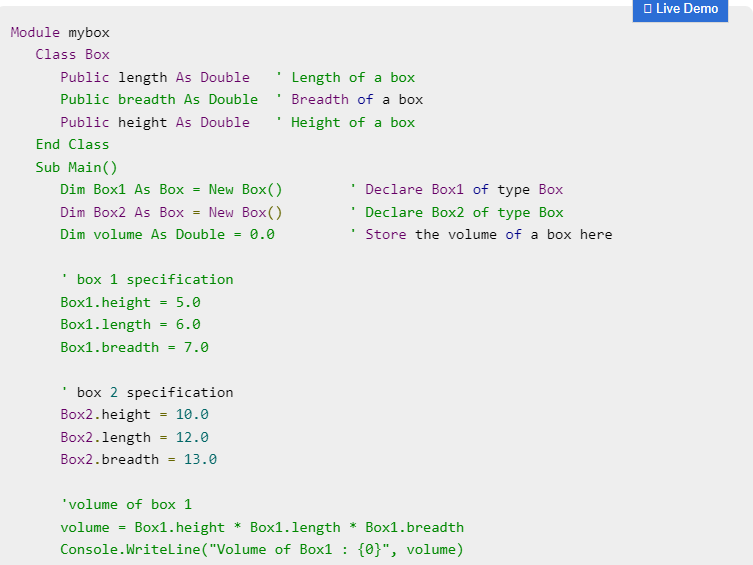 Live Demo
Module mybox
   Class Box
      Public length As Double   ' Length of a box
      Public breadth As Double  ' Breadth of a box
      Public height As Double   ' Height of a box
   End Class
   Sub Main()
      Dim Box1 As Box = New Box()        ' Declare Box1 of type Box
      Dim Box2 As Box = New Box()        ' Declare Box2 of type Box
      Dim volume As Double = 0.0         ' Store the volume of a box here

      ' box 1 specification
      Box1.height = 5.0
      Box1.length = 6.0
      Box1.breadth = 7.0

      ' box 2 specification
      Box2.height = 10.0
      Box2.length = 12.0
      Box2.breadth = 13.0

      'volume of box 1
      volume = Box1.height * Box1.length * Box1.breadth
      Console.WriteLine("Volume of Box1 : {0}", volume)